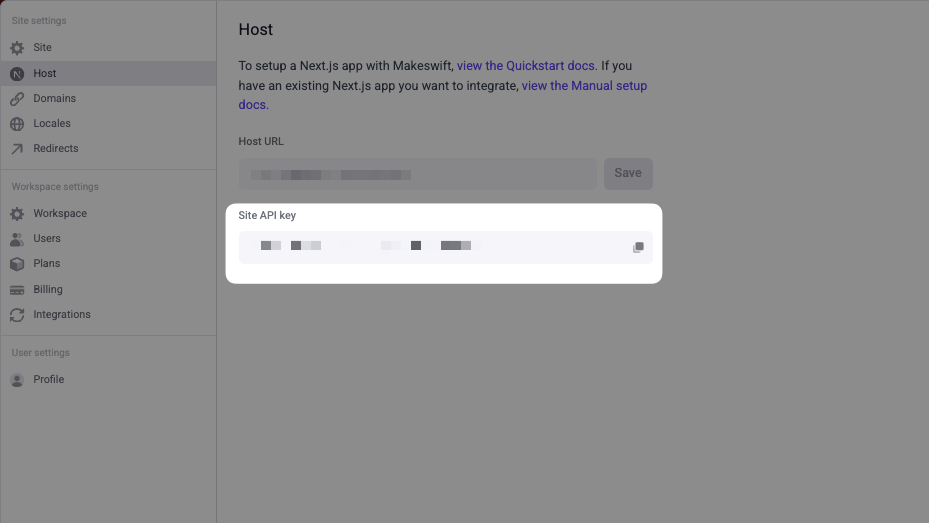 Site settings
Site
Host
Domains
Locales
Redirects
Workspace settings
Workspace
Users
Plans
Billing
Integrations
User settings
Profile
Host
To setup a Next.js app with Makeswift, view the Quickstart docs. If you
have an existing Next.js app you want to integrate, view the Manual setup
docs.
Host URL
Save
Site API key